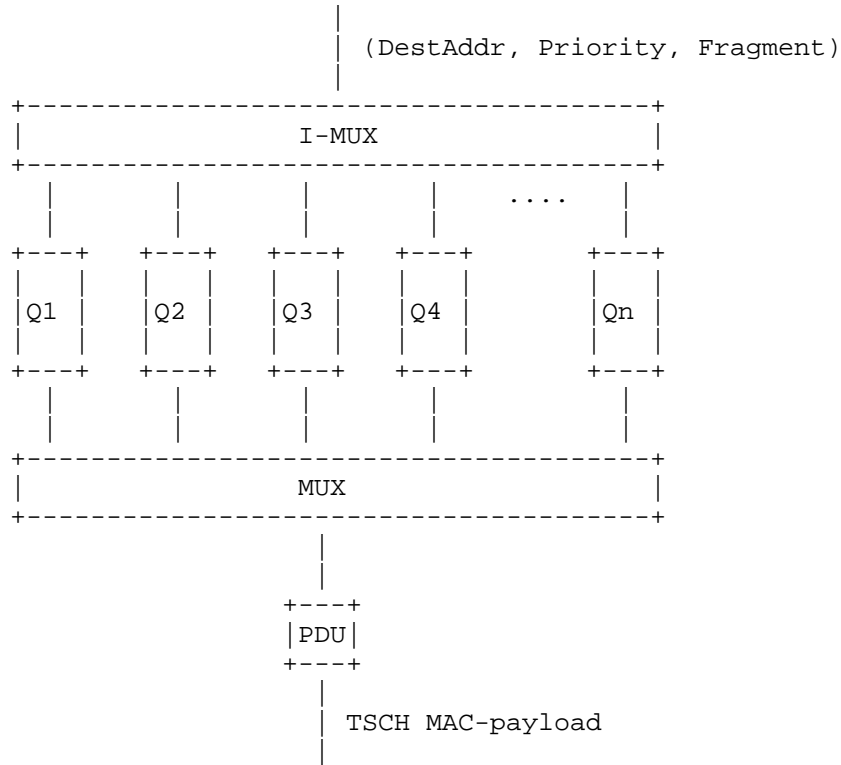 (DestAddr, Priority, Fragment)
I-MUX
....
Q1 Q2 Q3 Q4 Qn
MUX
PDU
TSCH MAC-payload